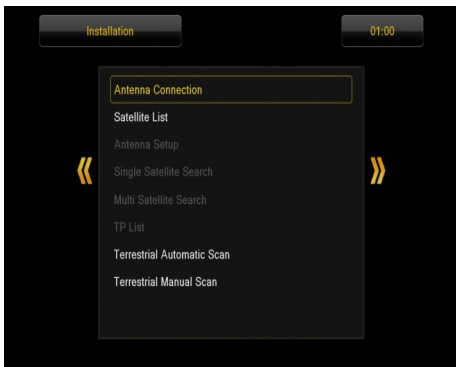 Installation
01:00
Antenna Connection
Satellite List
Antenna Setup
Single Satellite Search
Multi Satellite Search
TP List
Terrestrial Automatic Scan
Terrestrial Manual Scan